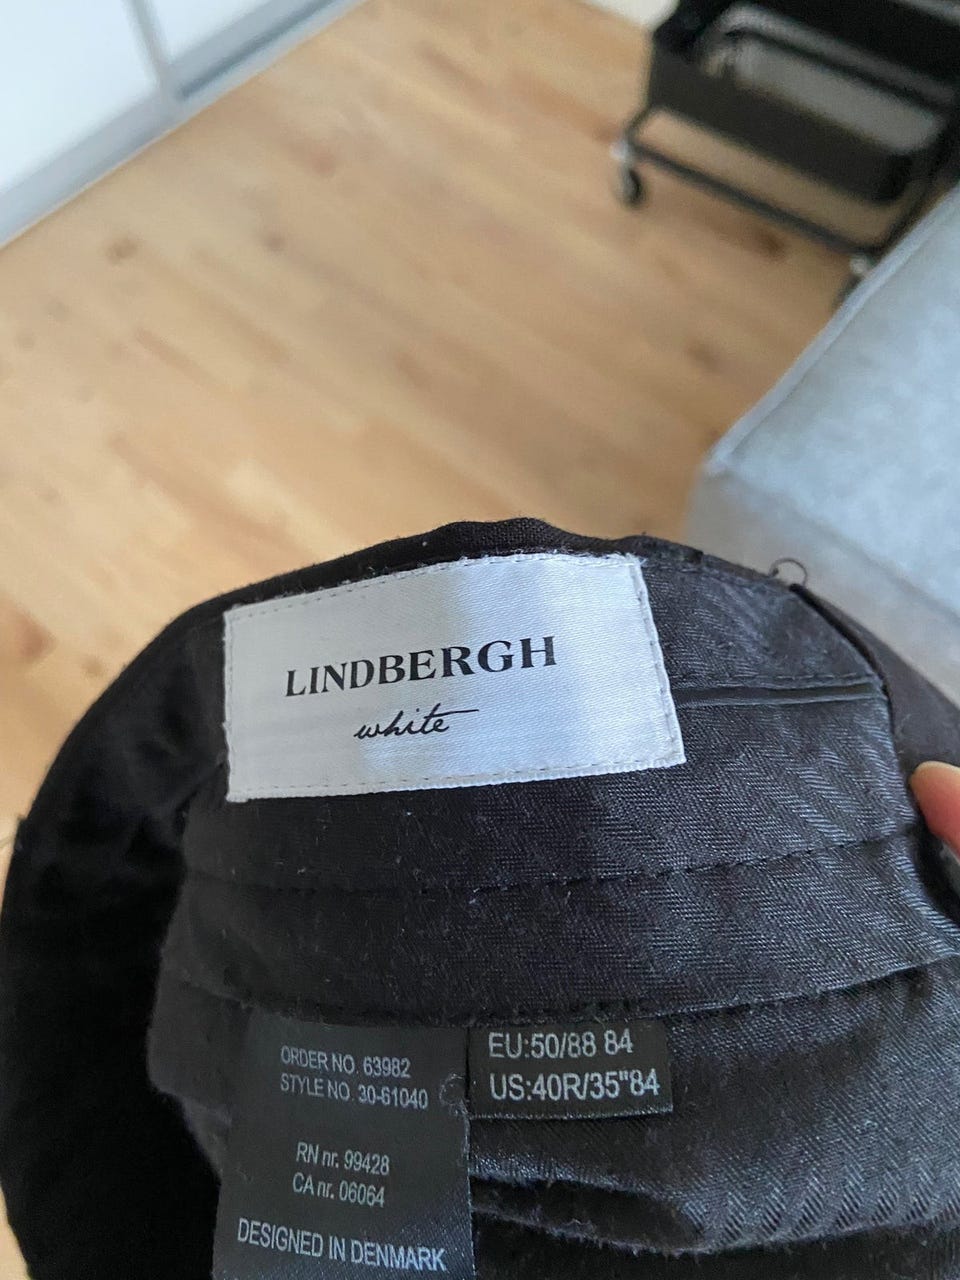 LINDBERGH
white
ORDER NO. 63982
STYLE NO. 30-61040
RN nr. 99428
CA nr. 06064
DESIGNED IN DENMARK
EU:50/88 84
US:40R/35"84